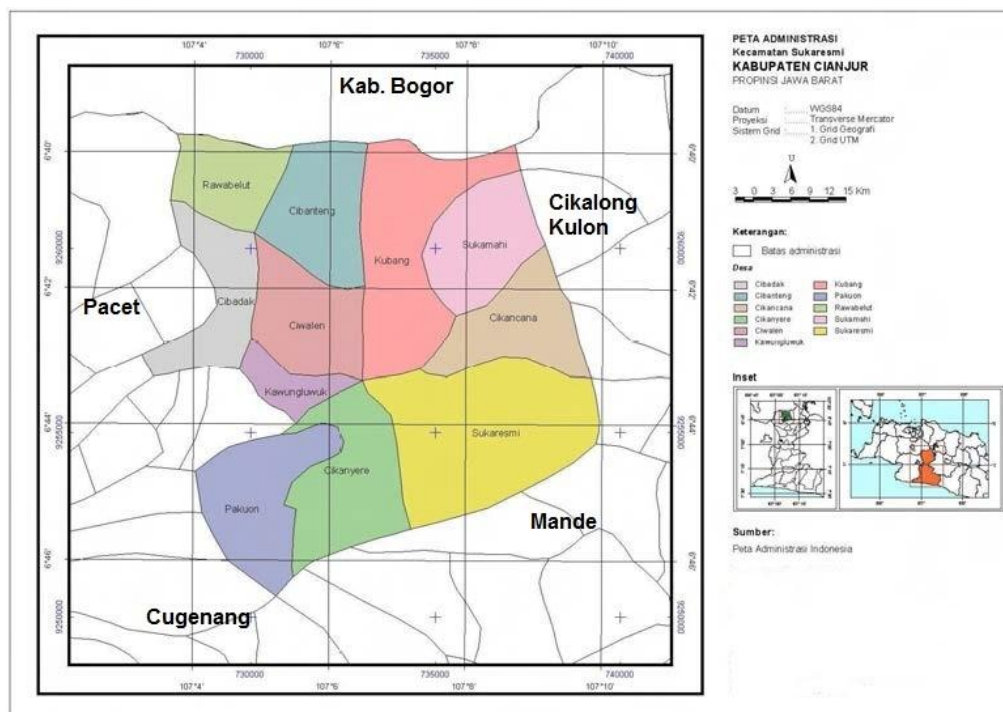 107°4' 107°6' 107°8' 107°10'
730000 735000 740000
Kab. Bogor
6°40' 6°40'
Rawabelut
Cibanteng
Cikalong
Kulon
9260000 9260000
Sukamahi
Kubang
6°42' 6°42'
Pacet
Cibadak
Cikancana
Ciwalen
Kawungluwuk
6°44' 6°44'
9255000 9255000
Sukaresmi
Cikanyere
Pakuon
Mande
6°46' 6°46'
Cugenang
9250000 9250000
730000 735000 740000
107°4' 107°6' 107°8' 107°10'
PETA ADMINISTRASI
Kecamatan Sukaresmi
KABUPATEN CIANJUR
PROPINSI JAWA BARAT
Datum : ........ WGS84
Proyeksi : ........ Transverse Mercator
Sistem Grid : ........ 1. Grid Geografi
2. Grid UTM
U
3 0 3 6 9 12 15 Km
Keterangan:
Batas administrasi
Desa
Cibadak Kubang
Cibanteng Pakuon
Cikancana Rawabelut
Cikanyere Sukamahi
Ciwalen Sukaresmi
Kawungluwuk
Inset
Sumber:
Peta Administrasi Indonesia